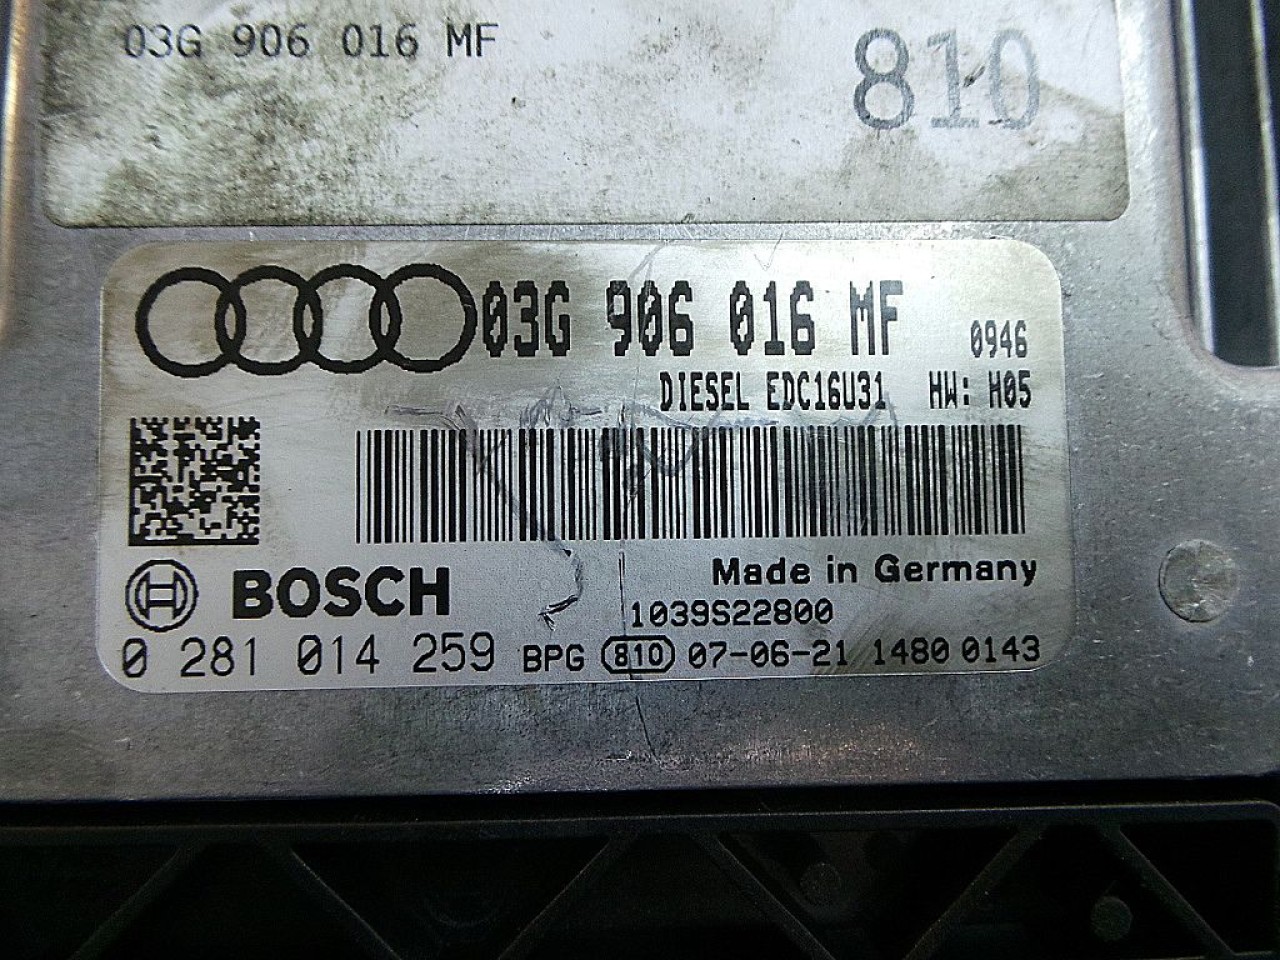 03G 906 016 MF
810
03G 906 016 MF 0946
DIESEL EDC16U31 HW: H05
BOSCH
Made in Germany
1039S22800
0 281 014 259 BPG 810 07-06-21 1480 0143